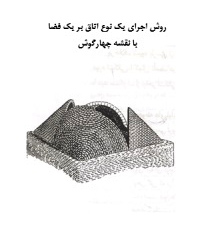 روش اجرای یک نوع اتاق بر یک فضا
با نقشه چهارگوش